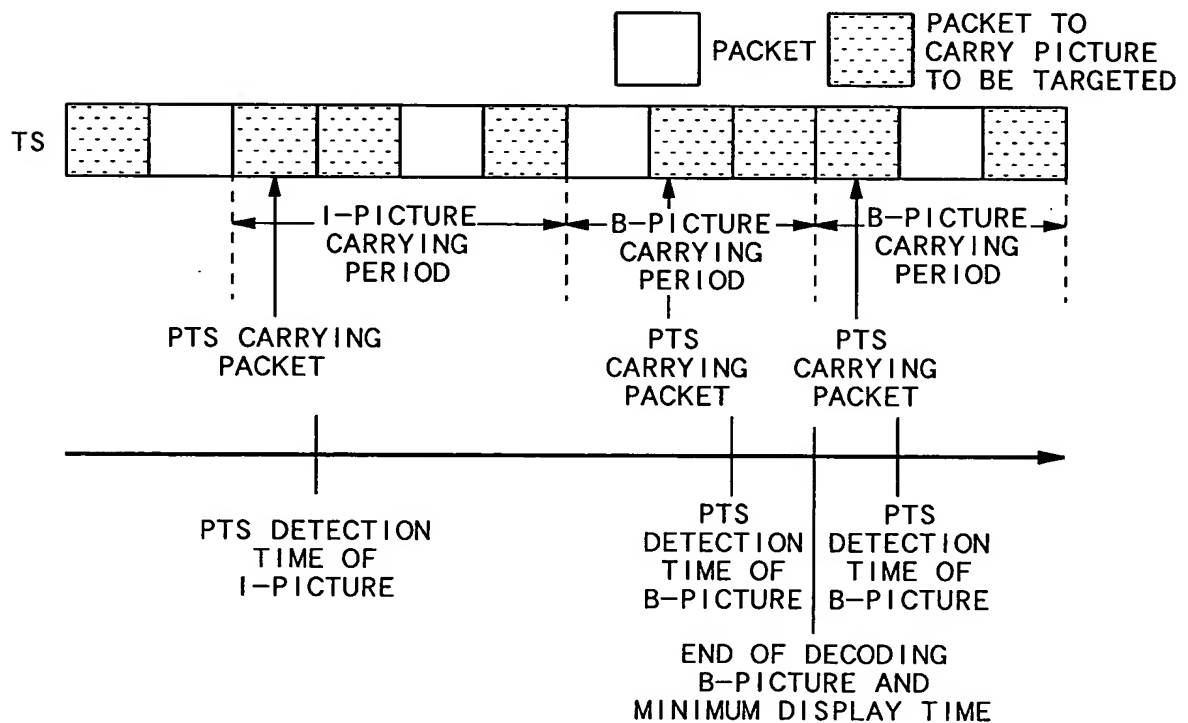 PACKET
PACKET TO
CARRY PICTURE
TO BE TARGETED
TS
I-PICTURE
CARRYING
PERIOD
B-PICTURE
CARRYING
PERIOD
B-PICTURE
CARRYING
PERIOD
PTS CARRYING
PACKET
PTS
CARRYING
PACKET
PTS
CARRYING
PACKET
PTS DETECTION
TIME OF
I-PICTURE
PTS
DETECTION
TIME OF
B-PICTURE
PTS
DETECTION
TIME OF
B-PICTURE
END OF DECODING
B-PICTURE AND
MINIMUM DISPLAY TIME